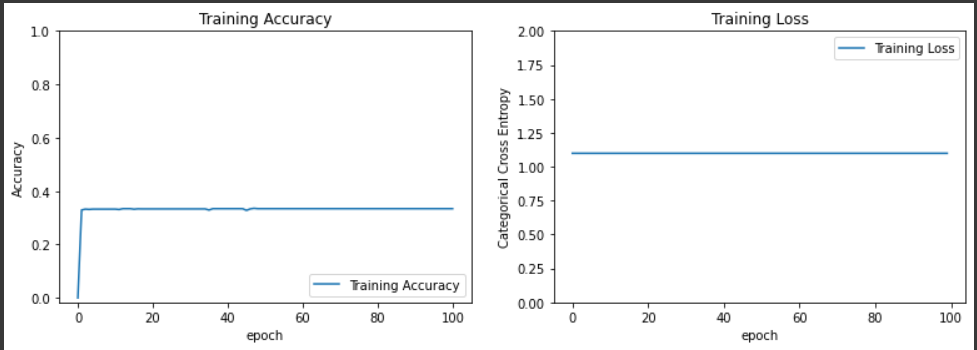 Training Accuracy
1.0
0.8
0.6
0.4
0.2
0.0
Accuracy
Training Accuracy
0 20 40 60 80 100
epoch
Training Loss
2.00
1.75
1.50
1.25
1.00
0.75
0.50
0.25
0.00
Categorical Cross Entropy
Training Loss
0 20 40 60 80 100
epoch